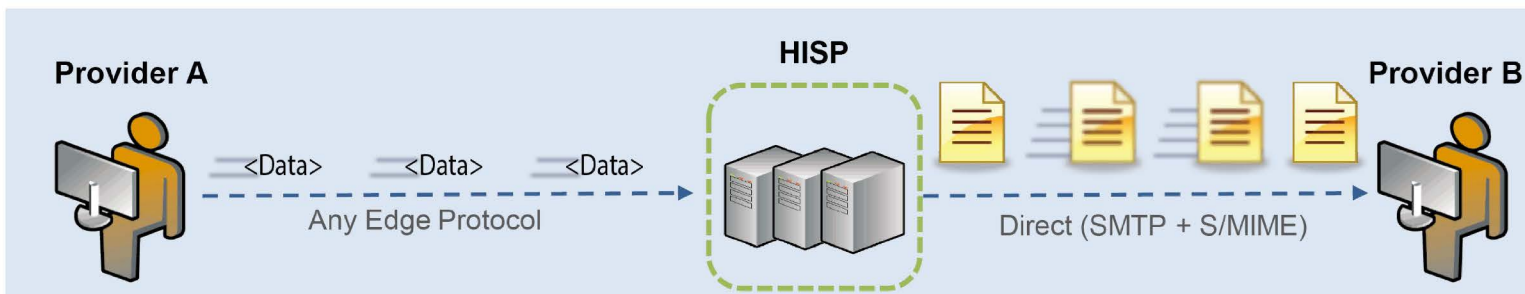 HISP
Provider A
Provider B
<Data> <Data> <Data>
Any Edge Protocol
Direct (SMTP + S/MIME)